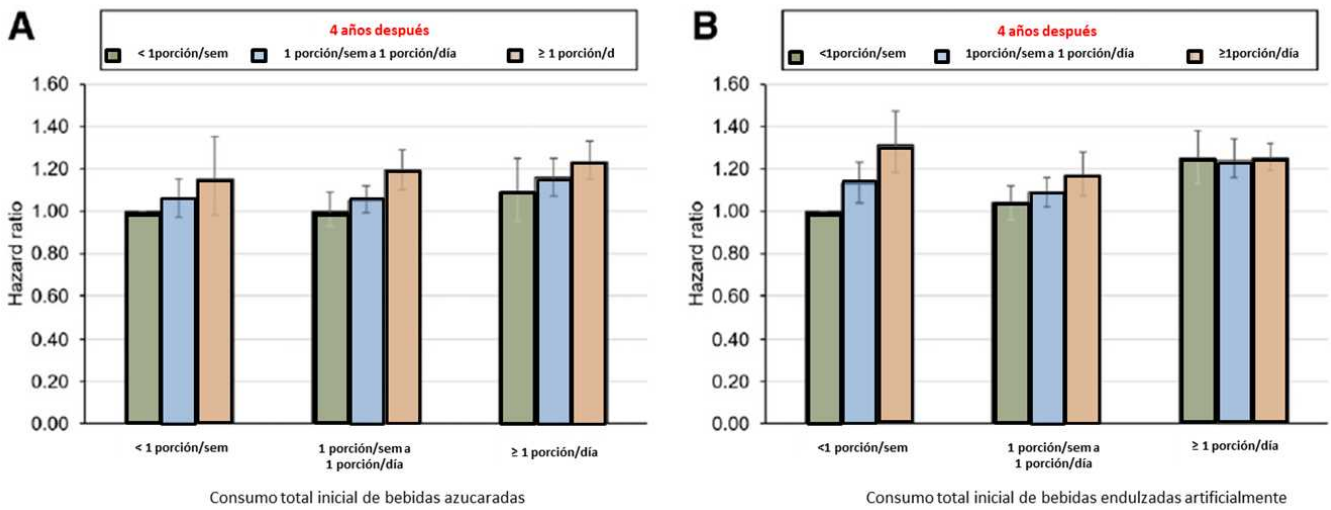 A
4 años después
< 1porción/sem 1 porción/sem a 1 porción/día ≥ 1 porción/d
1.60
1.40
1.20
1.00
0.80
0.60
0.40
0.20
0.00
Hazard ratio
< 1 porción/sem
1 porción/sem a
1 porción/día
≥ 1 porción/día
Consumo total inicial de bebidas azucaradas
B
4 años después
<1porción/sem 1porción/sem a 1 porción/día ≥1porción/día
1.60
1.40
1.20
1.00
0.80
0.60
0.40
0.20
0.00
Hazard ratio
<1 porción/sem
1 porción/sem a
1 porción/día
≥ 1 porción/día
Consumo total inicial de bebidas endulzadas artificialmente